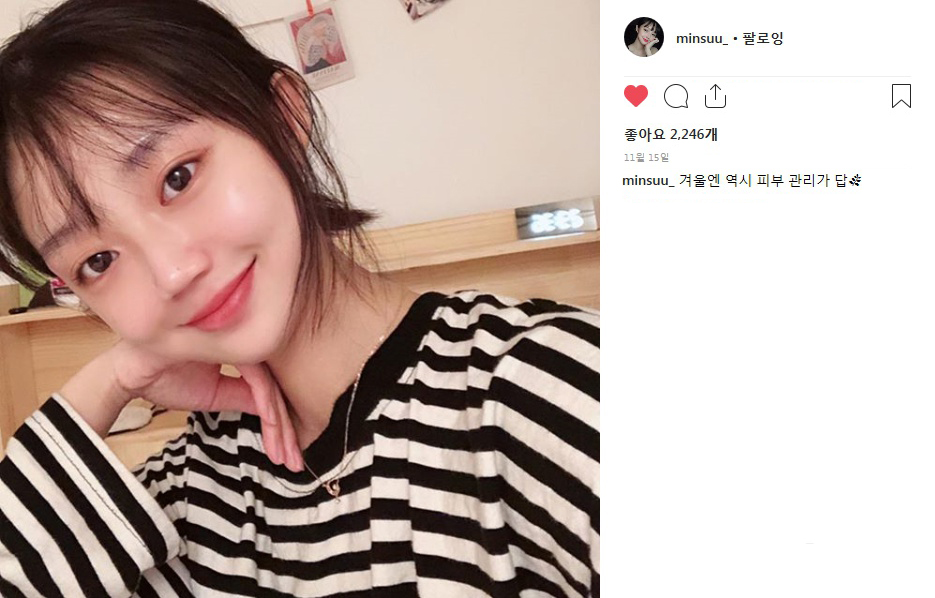 minsuu_ • 팔로잉
좋아요 2,246개
11월 15일
minsuu_ 겨울엔 역시 피부 관리가 답